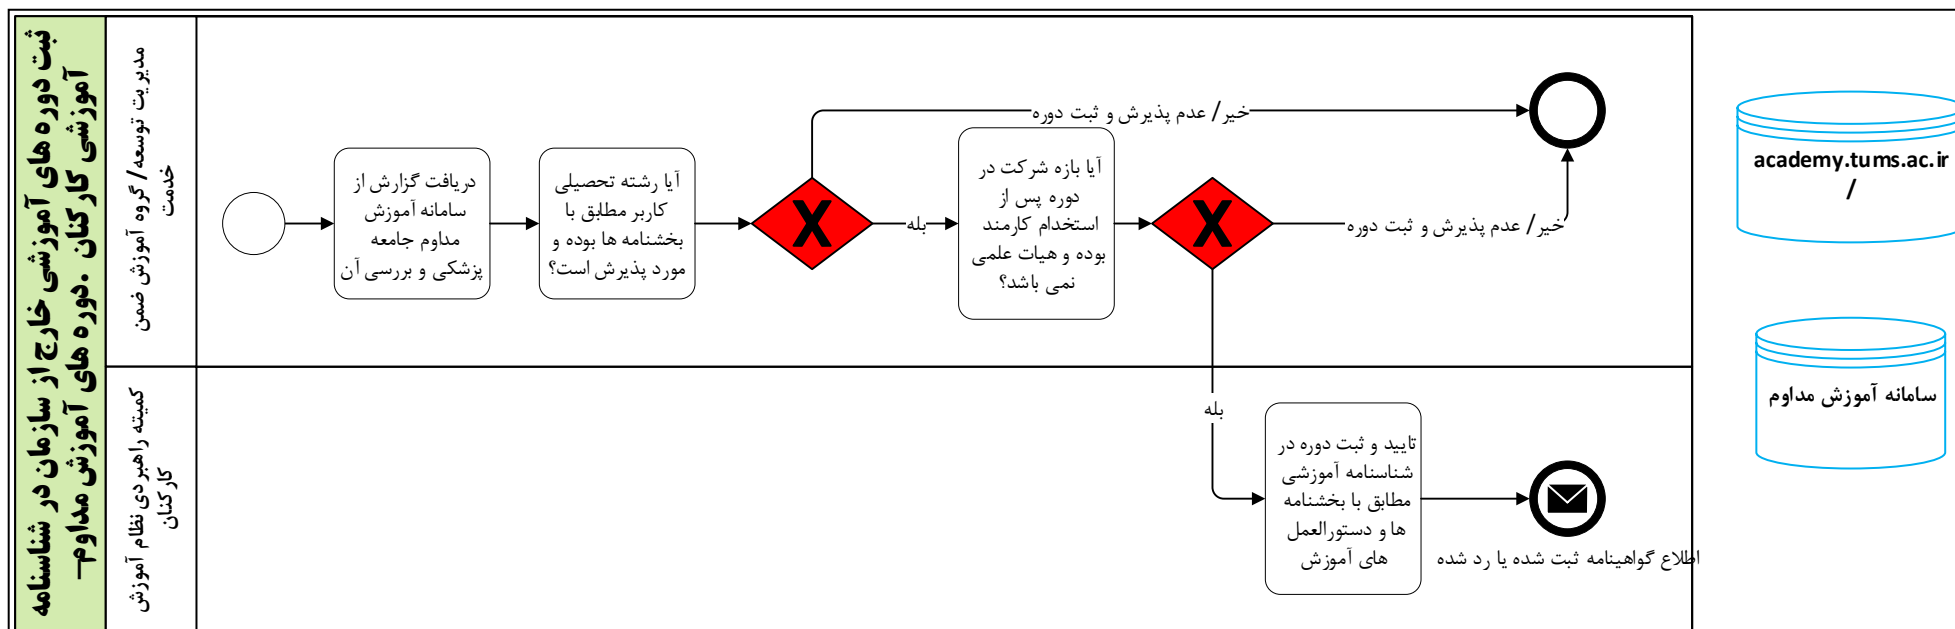 ثبت دوره های آموزشی خارج از سازمان در شناسنامه
آموزشی کارکنان .دوره های آموزش مداوم–
مدیریت توسعه/ گروه آموزش ضمن
خدمت
کمیته راهبردی نظام آموزش
کارکنان
دریافت گزارش از
سامانه آموزش
مداوم جامعه
پزشکی و بررسی آن
آیا رشته تحصیلی
کاربر مطابق با
بخشنامه ها بوده و
مورد پذیرش است؟
X
خیر/ عدم پذیرش و ثبت دوره
بله
آیا بازه شرکت در
دوره پس از
استخدام کارمند
بوده و هیات علمی
نمی باشد؟
X
خیر/ عدم پذیرش و ثبت دوره
بله
تایید و ثبت دوره در
شناسنامه آموزشی
مطابق با بخشنامه
ها و دستورالعمل
های آموزش
اطلاع گواهینامه ثبت شده یا رد شده
academy.tums.ac.ir
/
سامانه آموزش مداوم